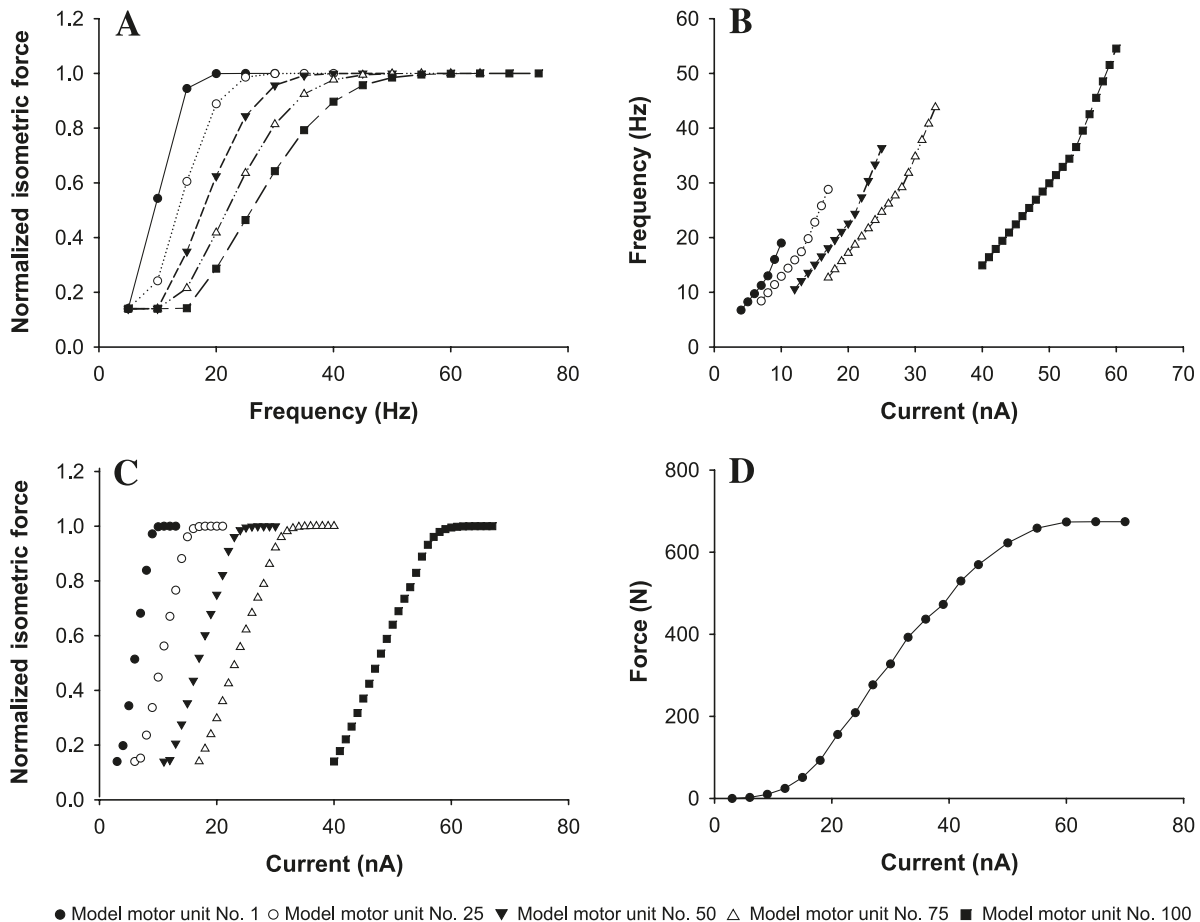 A
Normalized isometric force
1.2
1.0
0.8
0.6
0.4
0.2
0.0
0 20 40 60 80
Frequency (Hz)
B
Frequency (Hz)
60
50
40
30
20
10
0
0 10 20 30 40 50 60 70
Current (nA)
C
Normalized isometric force
1.2
1.0
0.8
0.6
0.4
0.2
0.0
0 20 40 60 80
Current (nA)
D
Force (N)
800
600
400
200
0
0 20 40 60 80
Current (nA)
Model motor unit No. 1 Model motor unit No. 25 Model motor unit No. 50 Model motor unit No. 75 Model motor unit No. 100